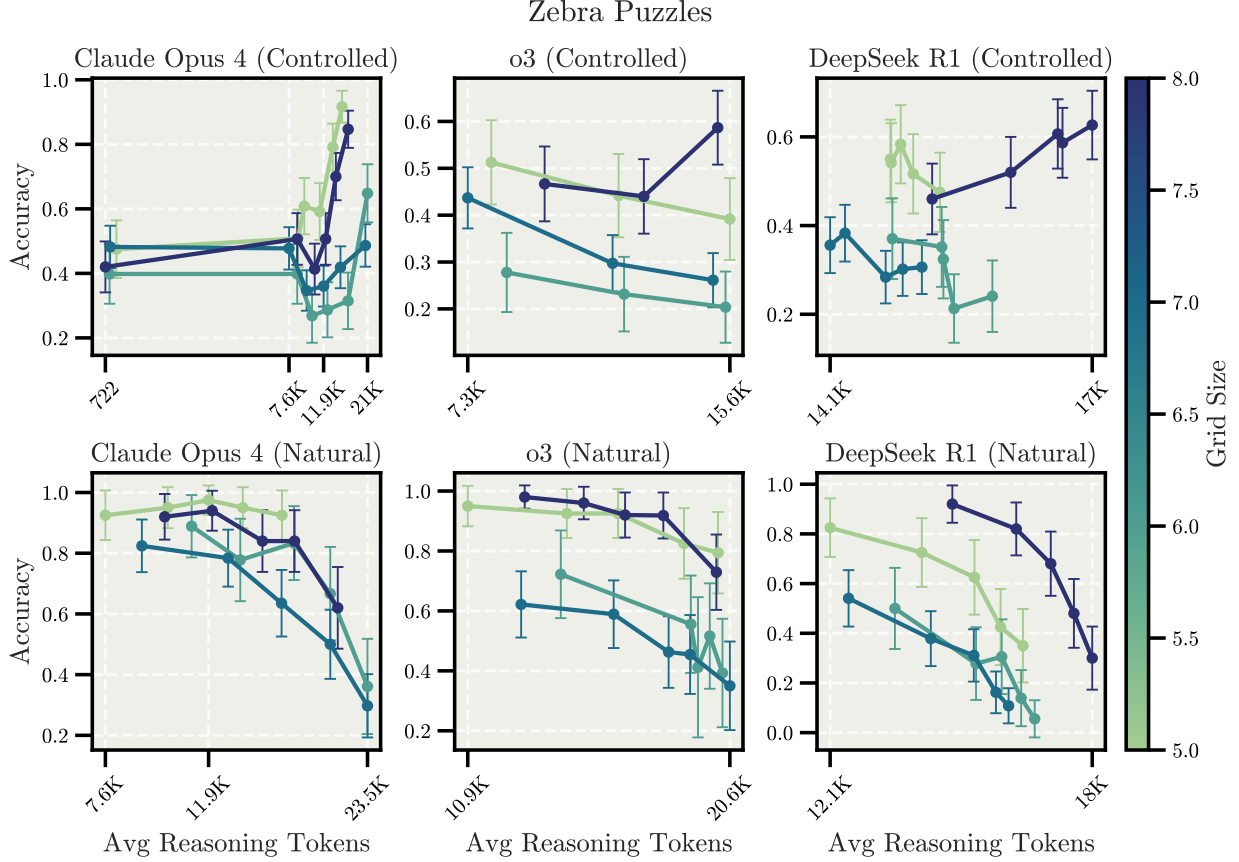 Zebra Puzzles
Claude Opus 4 (Controlled)
o3 (Controlled)
DeepSeek R1 (Controlled)
Accuracy
1.0
0.8
0.6
0.4
0.2
722
7.6K
11.9K
21K
0.6
0.5
0.4
0.3
0.2
7.3K
15.6K
0.6
0.4
0.2
14.1K
17K
Claude Opus 4 (Natural)
o3 (Natural)
DeepSeek R1 (Natural)
Accuracy
1.0
0.8
0.6
0.4
0.2
7.6K
11.9K
23.5K
Avg Reasoning Tokens
1.0
0.8
0.6
0.4
0.2
10.9K
20.6K
Avg Reasoning Tokens
1.0
0.8
0.6
0.4
0.2
0.0
12.1K
18K
Avg Reasoning Tokens
8.0
7.5
7.0
6.5
6.0
5.5
5.0
Grid Size